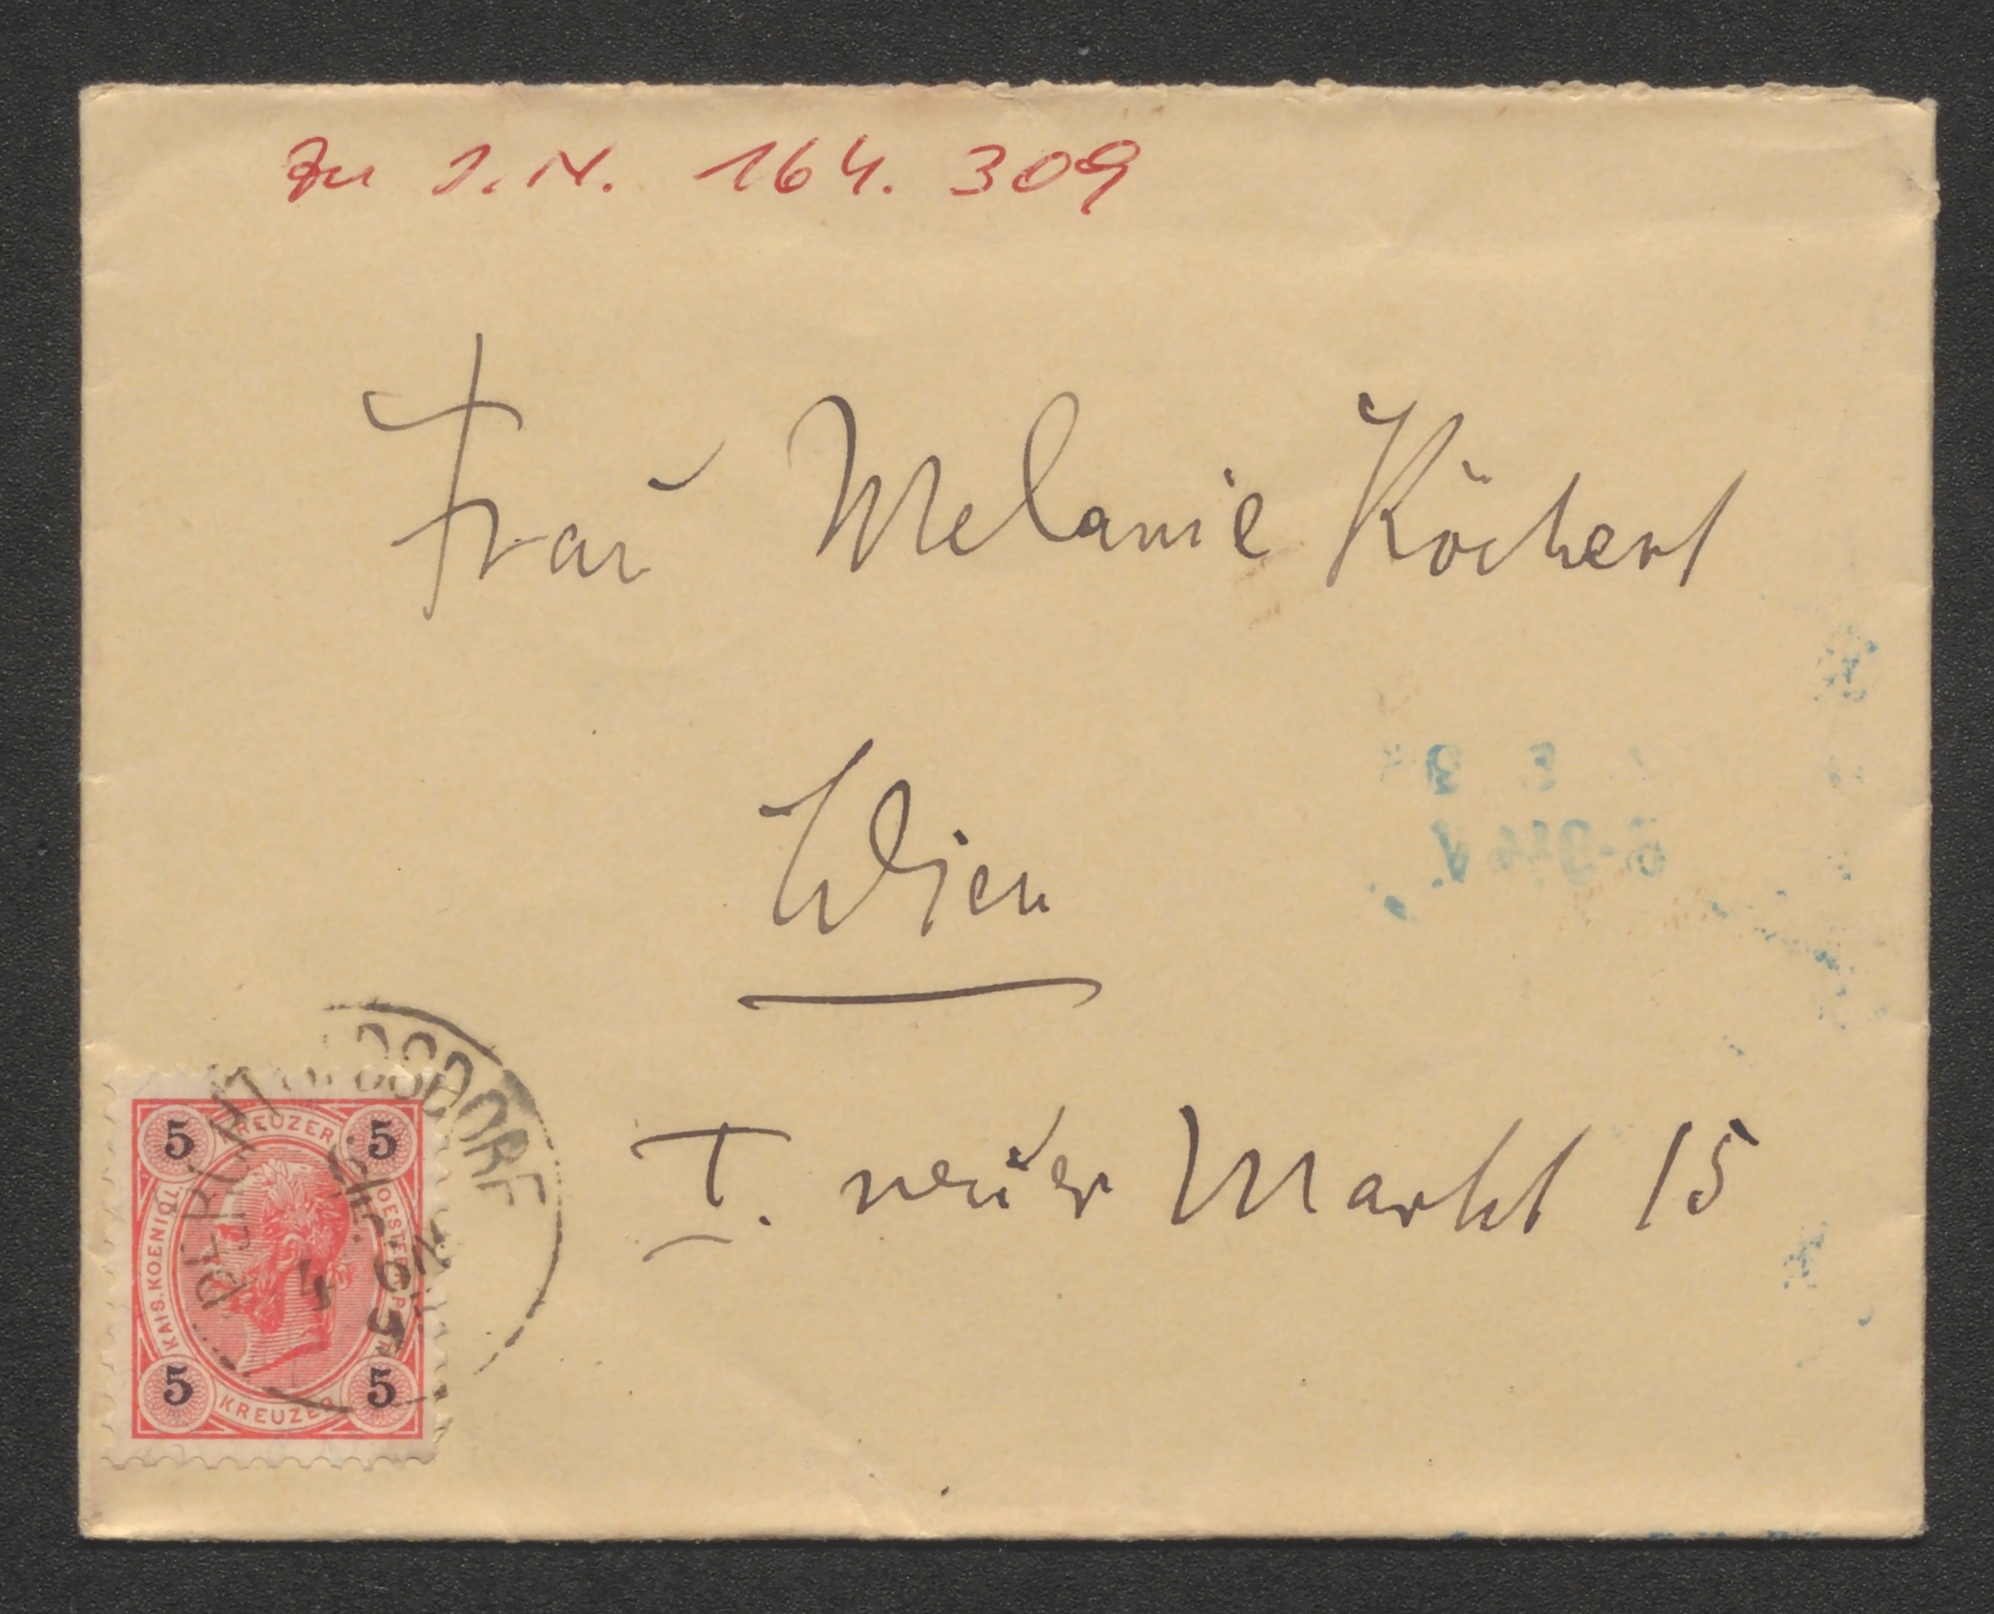 zu I.N. 164.309
Frau Melanie Köchert
Wien
I. neuer Markt 15
PERCHTOLDSDORF
5 KREUZER 5
KAIS. KOENIGL. OESTERR. POST
5 KREUZER 5